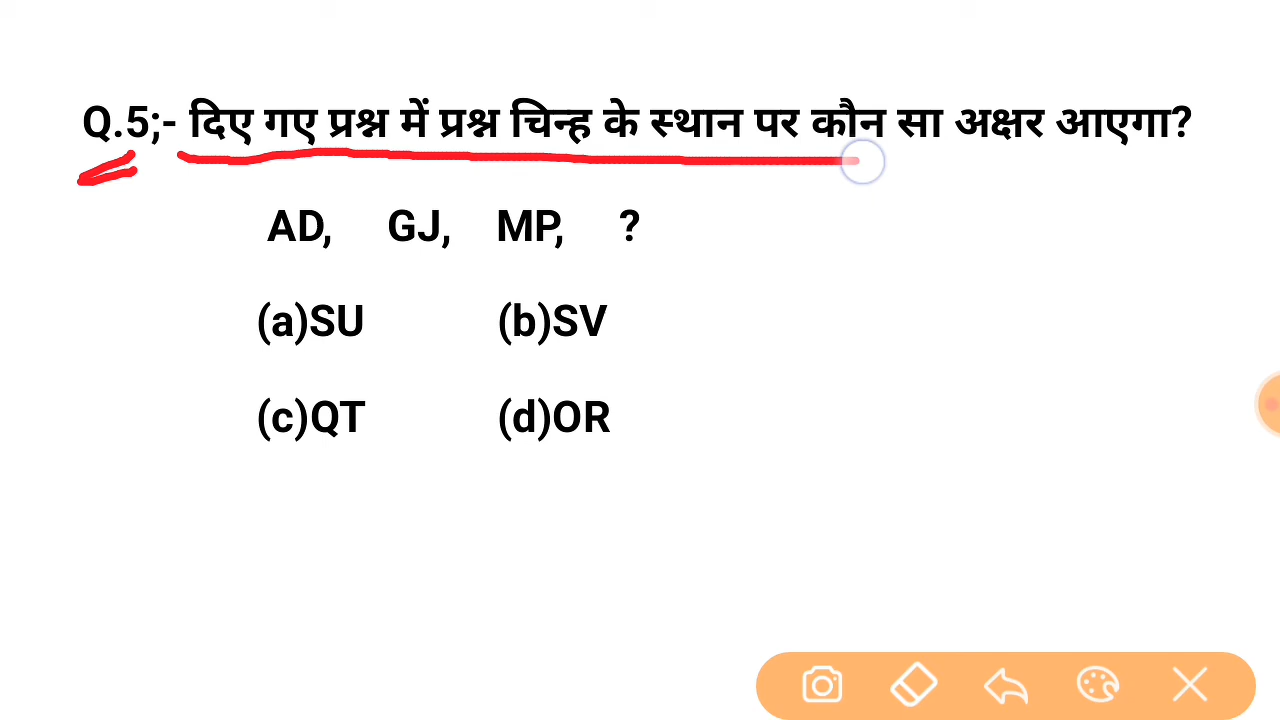 Q.5;- दिए गए प्रश्न में प्रश्न चिन्ह के स्थान पर कौन सा अक्षर आएगा?
AD, GJ, MP, ?
(a)SU (b)SV
(c)QT (d)OR